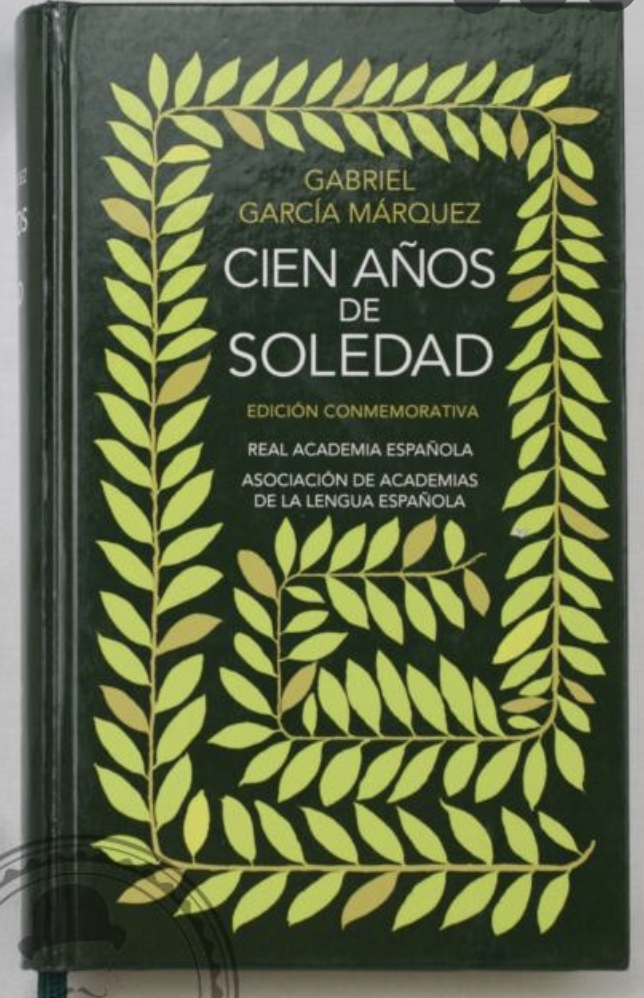 GABRIEL
GARCÍA MÁRQUEZ
CIEN AÑOS
DE
SOLEDAD
EDICIÓN CONMEMORATIVA
REAL ACADEMIA ESPAÑOLA
ASOCIACIÓN DE ACADEMIAS
DE LA LENGUA ESPAÑOLA